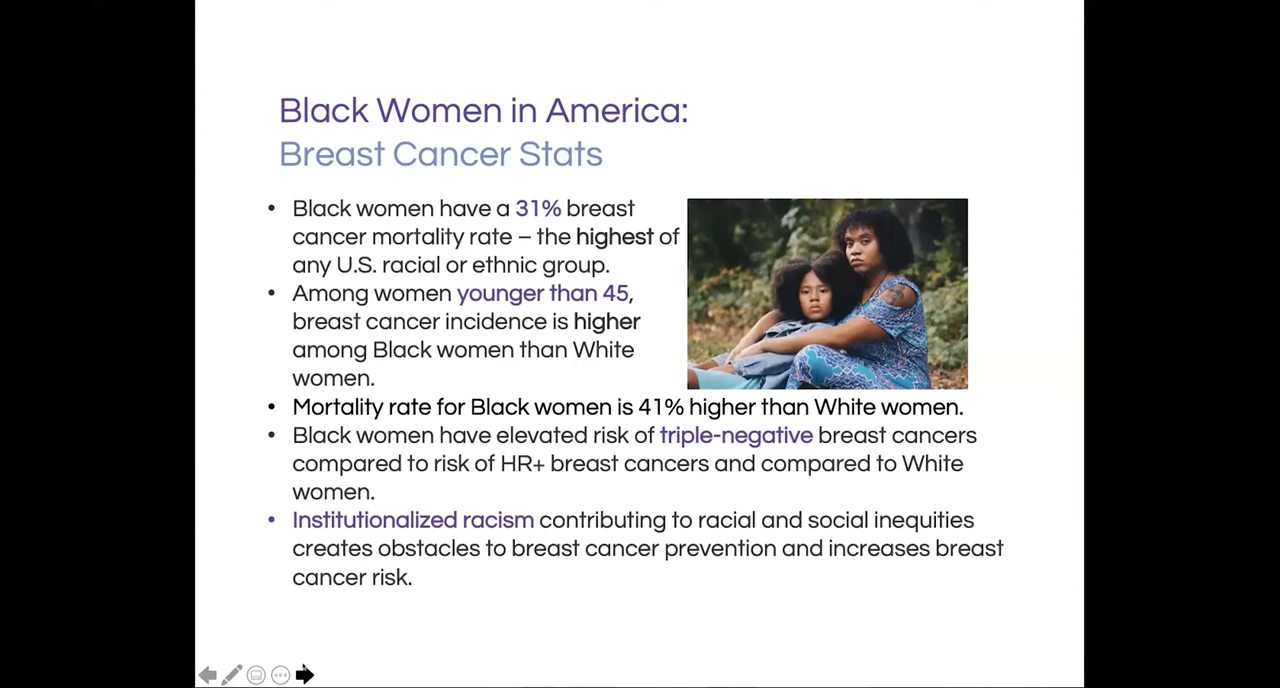 Black Women in America:
Breast Cancer Stats
• Black women have a 31% breast
cancer mortality rate – the highest of
any U.S. racial or ethnic group.
• Among women younger than 45,
breast cancer incidence is higher
among Black women than White
women.
• Mortality rate for Black women is 41% higher than White women.
• Black women have elevated risk of triple-negative breast cancers
compared to risk of HR+ breast cancers and compared to White
women.
• Institutionalized racism contributing to racial and social inequities
creates obstacles to breast cancer prevention and increases breast
cancer risk.